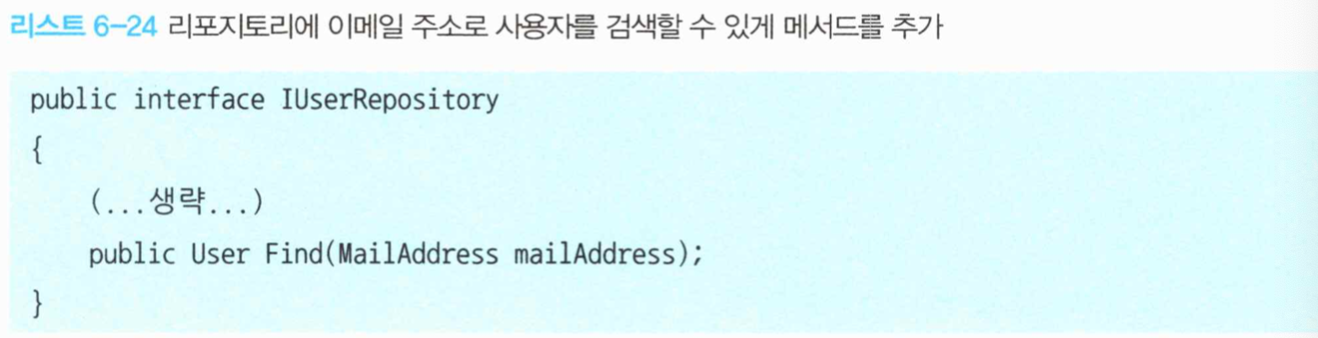 리스트 6-24 리포지토리에 이메일 주소로 사용자를 검색할 수 있게 메서드를 추가
public interface IUserRepository
{
(...생략...)
public User Find(MailAddress mailAddress);
}